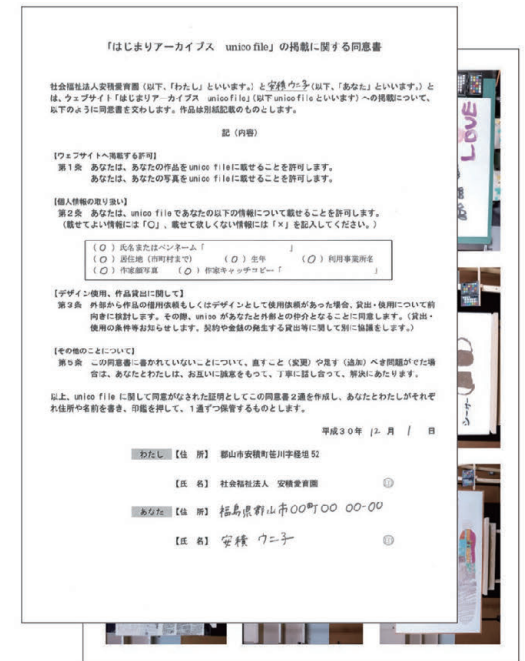 「はじまりアーカイブス　unico file」の掲載に関する同意書
社会福祉法人安積愛育園（以下、「わたし」といいます。）と安積ウニ子（以下、「あなた」といいます。）と
は、ウェブサイト「はじまりアーカイブス　unico file」（以下 unico file といいます）への掲載について、
以下のように同意書を交わします。作品は別紙記載のものとします。
記（内容）
【ウェブサイトへ掲載する許可】
第１条　あなたは、あなたの作品を unico file に載せることを許可します。
あなたは、あなたの写真を unico file に載せることを許可します。
【個人情報の取り扱い】
第２条　あなたは、unico file であなたの以下の情報について載せることを許可します。
（載せてよい情報には「〇」、載せて欲しくない情報には「×」を記入してください。）
（〇）氏名またはペンネーム「　　　　　　　　」
（〇）居住地（市町村まで）　　（〇）生年　　（〇）利用事業所名
（〇）作家顔写真　（〇）作家キャッチコピー「　　　　　　　　」
【デザイン使用、作品貸出に関して】
第３条　外部から作品の借用依頼もしくはデザインとして使用依頼があった場合、貸出・使用について前
向きに検討します。その際、unico があなたと外部との仲介となることに同意します。（貸出・
使用の条件等お知らせします、契約や金銭の発生する貸出等に関して別に協議をします。）
【その他のことについて】
第５条　この同意書に書かれていないことについて、直すこと（変更）や足す（追加）べき問題がでた場
合は、あなたとわたしは、お互いに誠意をもって、丁寧に話し合って、解決にあたります。
以上、unico file に関して同意がなされた証明としてこの同意書２通を作成し、あなたとわたしがそれぞ
れ住所や名前を書き、印鑑を押して、１通ずつ保管するものとします。
平成３０年 12 月 1 日
わたし 【住　所】 郡山市安積町笹川字経坦 52
【氏　名】 社会福祉法人　安積愛育園 ㊞
あなた 【住　所】 福島県郡山市〇〇町〇〇 〇〇-〇〇
【氏　名】 安積 ウニ子 ㊞
LOVE
シーサー